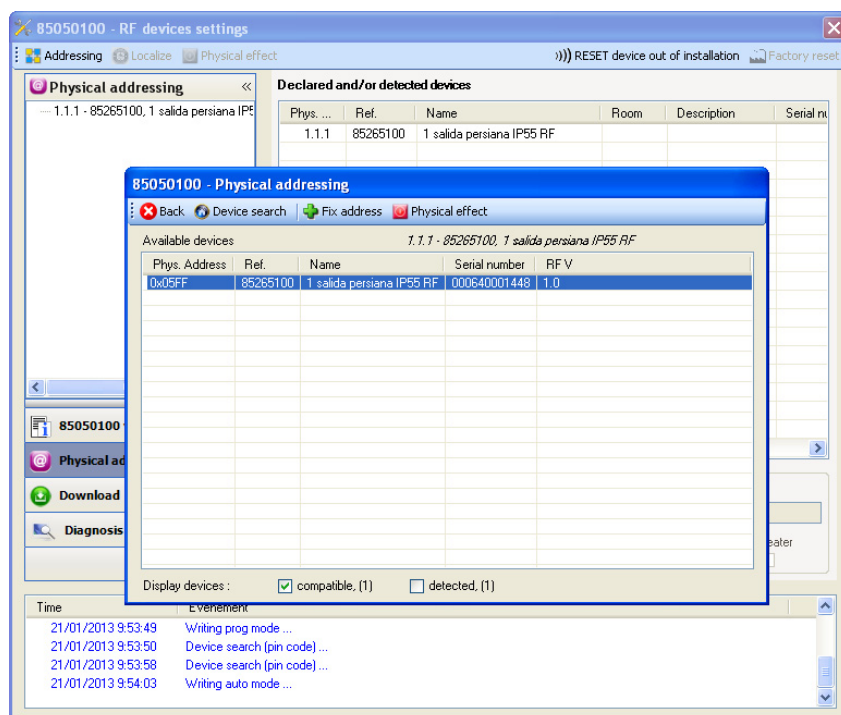 85050100 - RF devices settings
Addressing Localize Physical effect RESET device out of installation Factory reset
Physical addressing
1.1.1 - 85265100, 1 salida persiana IP5
Declared and/or detected devices
Phys. ... Ref. Name Room Description Serial nu
1.1.1 85265100 1 salida persiana IP55 RF
85050100 - Physical addressing
Back Device search Fix address Physical effect
Available devices 1.1.1 - 85265100, 1 salida persiana IP55 RF
Phys. Address Ref. Name Serial number RF V
0x05FF 85265100 1 salida persiana IP55 RF 000640001448 1.0
85050100
Physical ad
Download
Diagnosis
eater
Display devices : compatible, (1) detected, (1)
Time Evenement
21/01/2013 9:53:49 Writing prog mode ...
21/01/2013 9:53:50 Device search (pin code) ...
21/01/2013 9:53:58 Device search (pin code) ...
21/01/2013 9:54:03 Writing auto mode ...